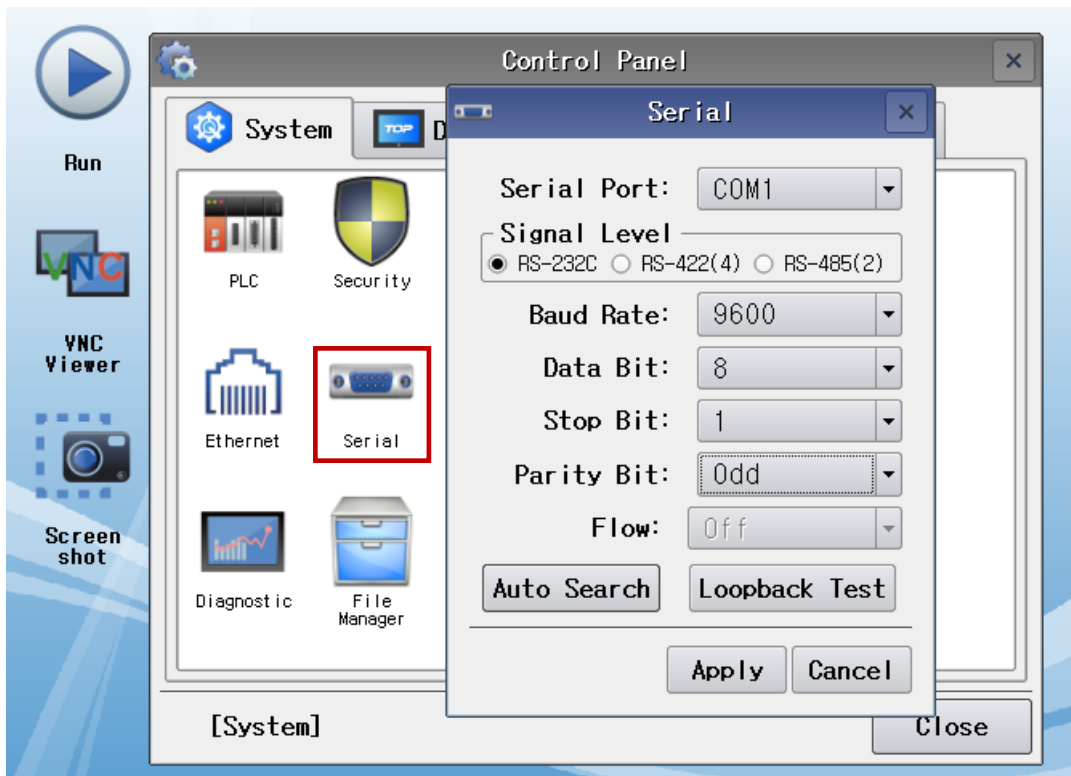 Run
VNC
VNC
Viewer
Screen
shot
Control Panel
System
TOP
D
PLC
Security
Ethernet
Serial
Diagnostic
File
Manager
[System]
Close
Serial
Serial Port: COM1
Signal Level
RS-232C RS-422(4) RS-485(2)
Baud Rate: 9600
Data Bit: 8
Stop Bit: 1
Parity Bit: Odd
Flow: Off
Auto Search Loopback Test
Apply Cancel